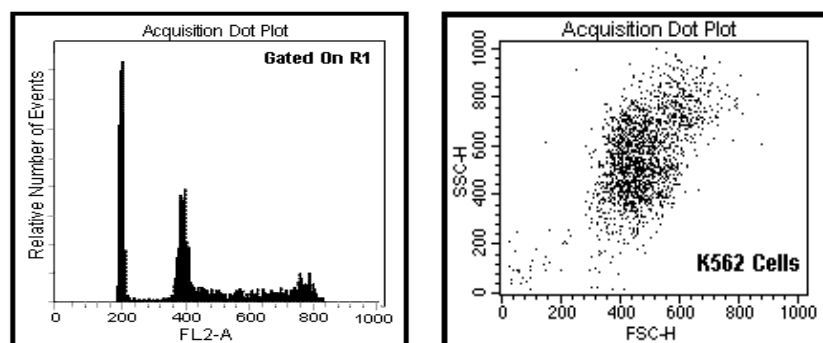 Acquisition Dot Plot
Gated On R1
Relative Number of Events
0 200 400 600 800 1000
FL2-A
Acquisition Dot Plot
1000
800
600
400
200
0
SSC-H
K562 Cells
0 200 400 600 800 1000
FSC-H